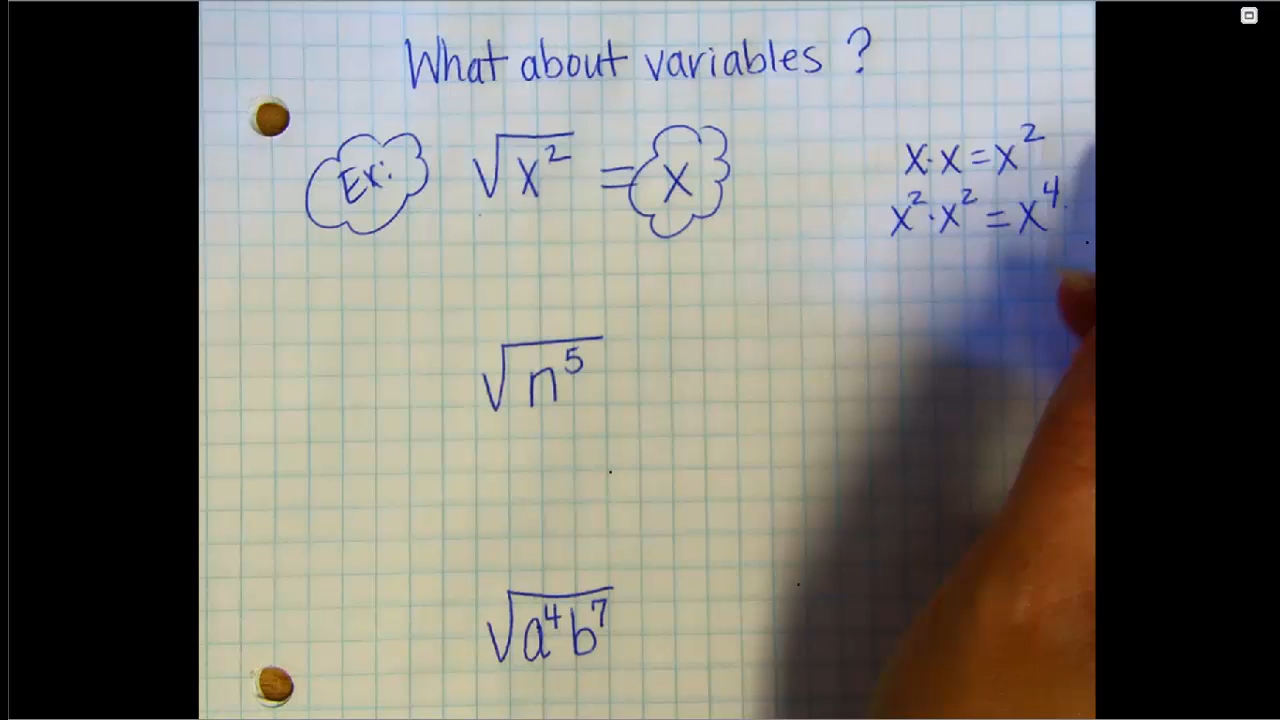 What about variables ?
Ex: √x² = x
x·x = x²
x²·x² = x⁴
√n⁵
√a⁴b⁷